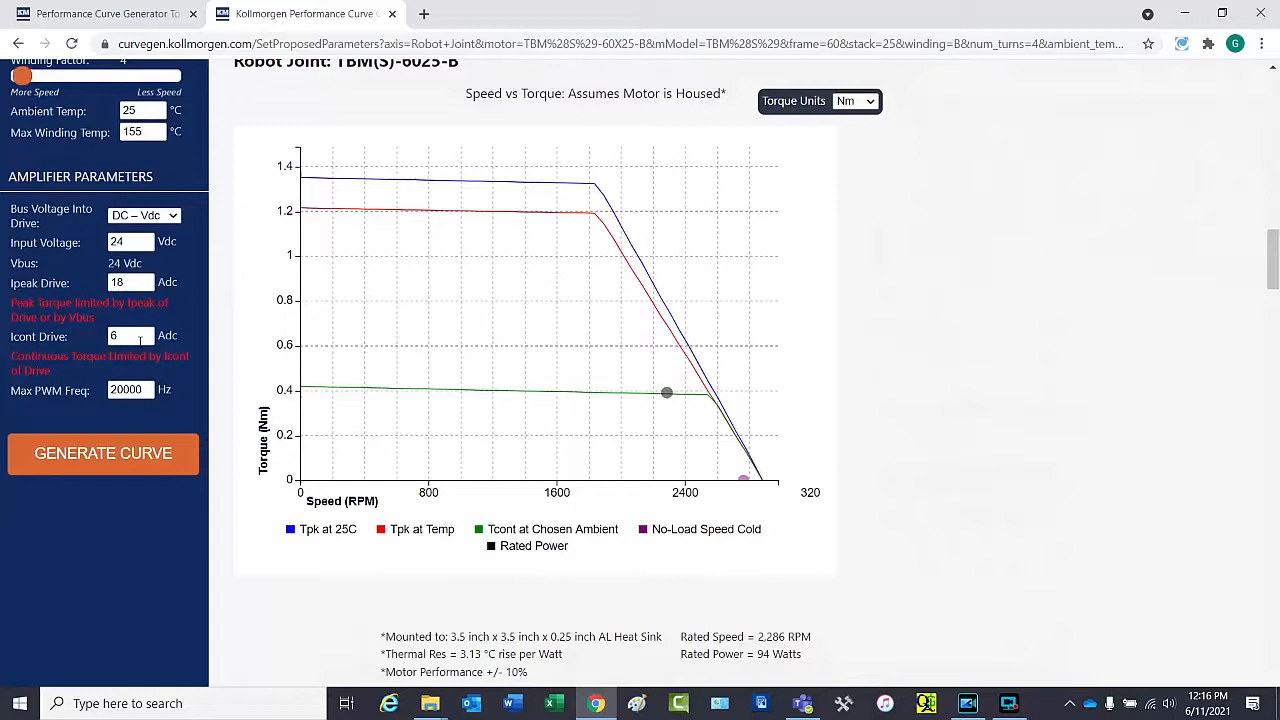 Performance Curve Generator To
Kollmorgen Performance Curve G
curvegen.kollmorgen.com/SetProposedParameters?axis=Robot+Joint&motor=TBM%28S%29-60X25-B&mModel=TBM%28S%29&frame=60&stack=25&winding=B&num_turns=4&ambient_tem...
G
Winding Factor: 4
More Speed Less Speed
Ambient Temp: 25 °C
Max Winding Temp: 155 °C
AMPLIFIER PARAMETERS
Bus Voltage Into
Drive: DC – Vdc
Input Voltage: 24 Vdc
Vbus: 24 Vdc
Ipeak Drive: 18 Adc
Peak Torque limited by Ipeak of
Drive or by Vbus
Icont Drive: 6 Adc
Continuous Torque Limited by Icont
of Drive
Max PWM Freq: 20000 Hz
GENERATE CURVE
Robot Joint: TBM(S)-6025-B
Speed vs Torque: Assumes Motor is Housed*
Torque Units Nm
1.4
1.2
1
0.8
0.6
0.4
0.2
0
Torque (Nm)
0 800 1600 2400 320
Speed (RPM)
Tpk at 25C Tpk at Temp Tcont at Chosen Ambient No-Load Speed Cold
Rated Power
*Mounted to: 3.5 inch x 3.5 inch x 0.25 inch AL Heat Sink Rated Speed = 2,286 RPM
*Thermal Res = 3.13 °C rise per Watt Rated Power = 94 Watts
*Motor Performance +/- 10%
Type here to search
12:16 PM
6/11/2021